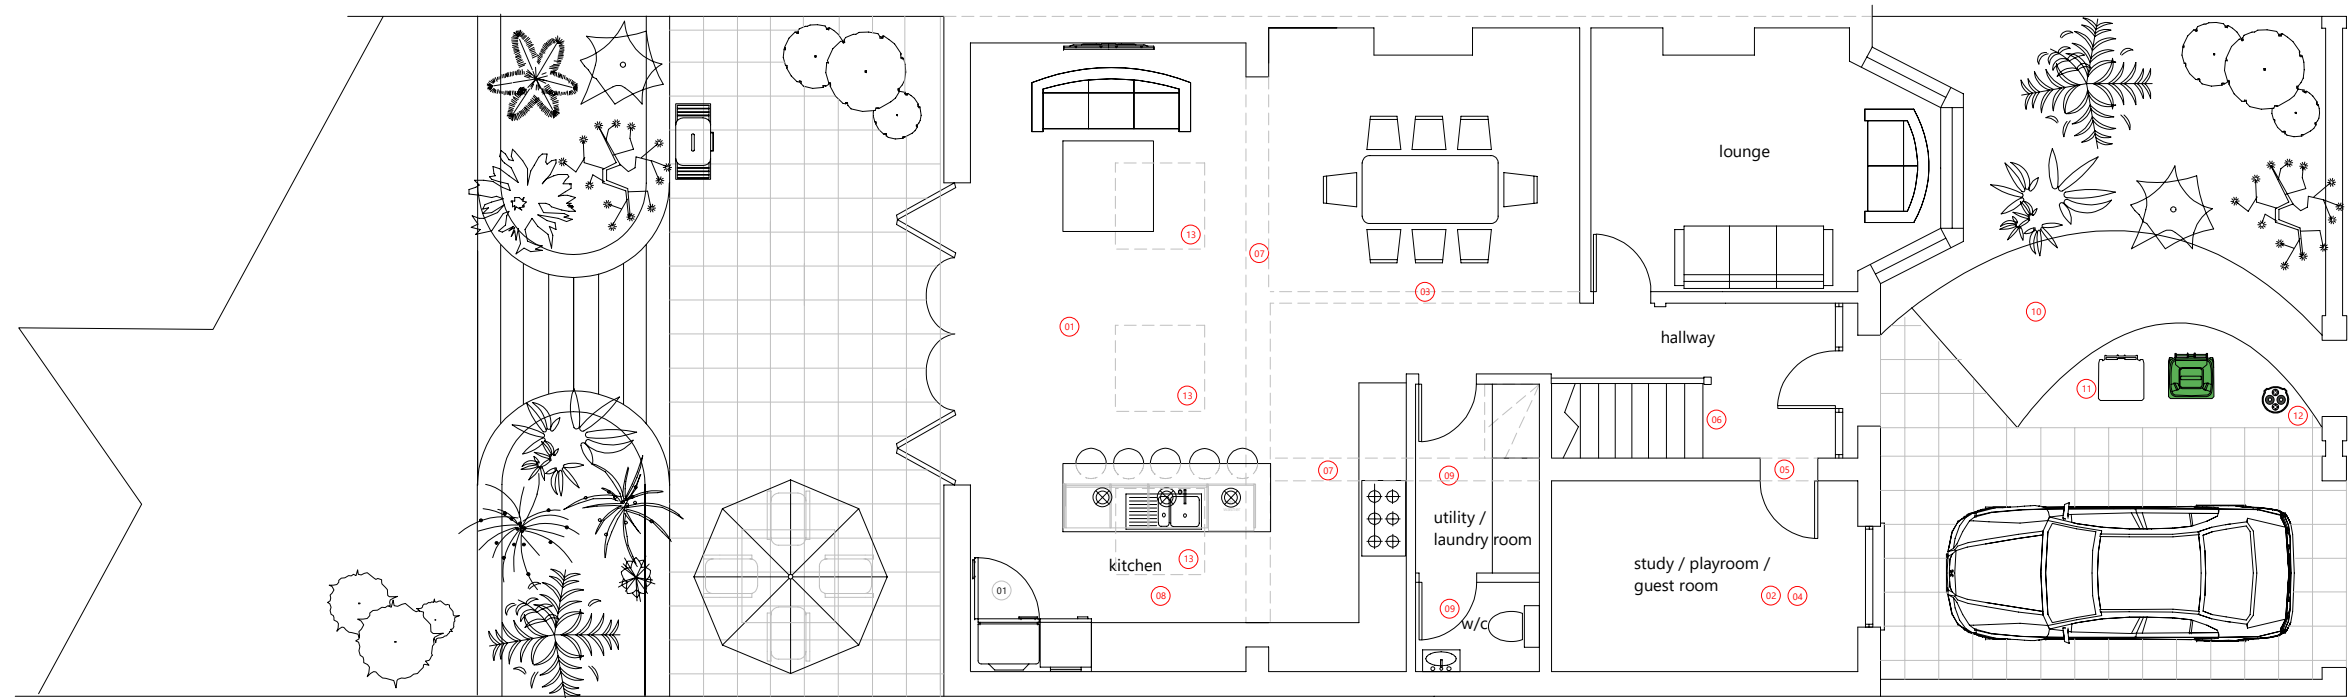 lounge
13
07
03
10
01
hallway
13
11
12
06
07
09
05
utility /
laundry room
kitchen
13
study / playroom /
guest room
01
08
09
w/c
02
04